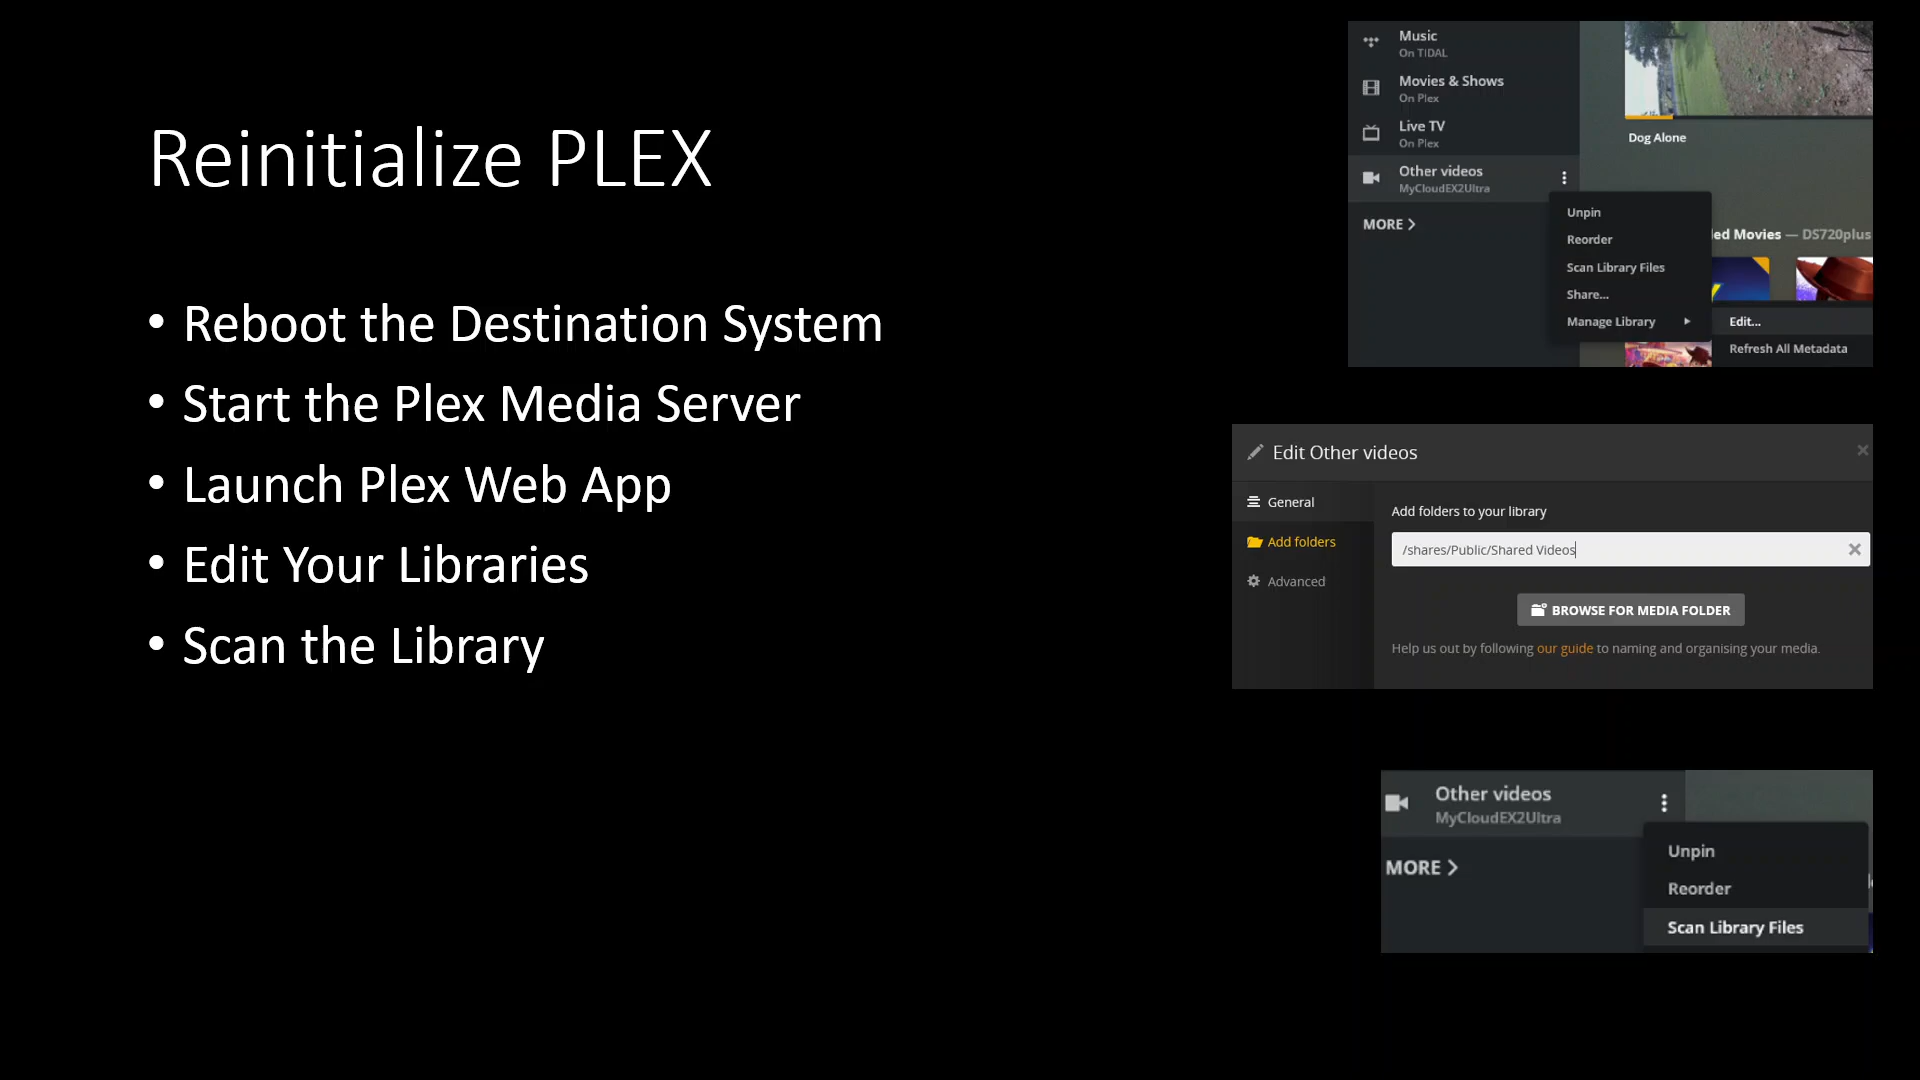 Reinitialize PLEX
• Reboot the Destination System
• Start the Plex Media Server
• Launch Plex Web App
• Edit Your Libraries
• Scan the Library
Music
On TIDAL
Movies & Shows
On Plex
Live TV
On Plex
Other videos
MyCloudEX2Ultra
MORE
Dog Alone
Unpin
Reorder
Scan Library Files
Share...
Manage Library
led Movies — DS720plus
Edit...
Refresh All Metadata
Edit Other videos
General
Add folders
Advanced
Add folders to your library
/shares/Public/Shared Videos
BROWSE FOR MEDIA FOLDER
Help us out by following our guide to naming and organising your media.
Other videos
MyCloudEX2Ultra
MORE
Unpin
Reorder
Scan Library Files